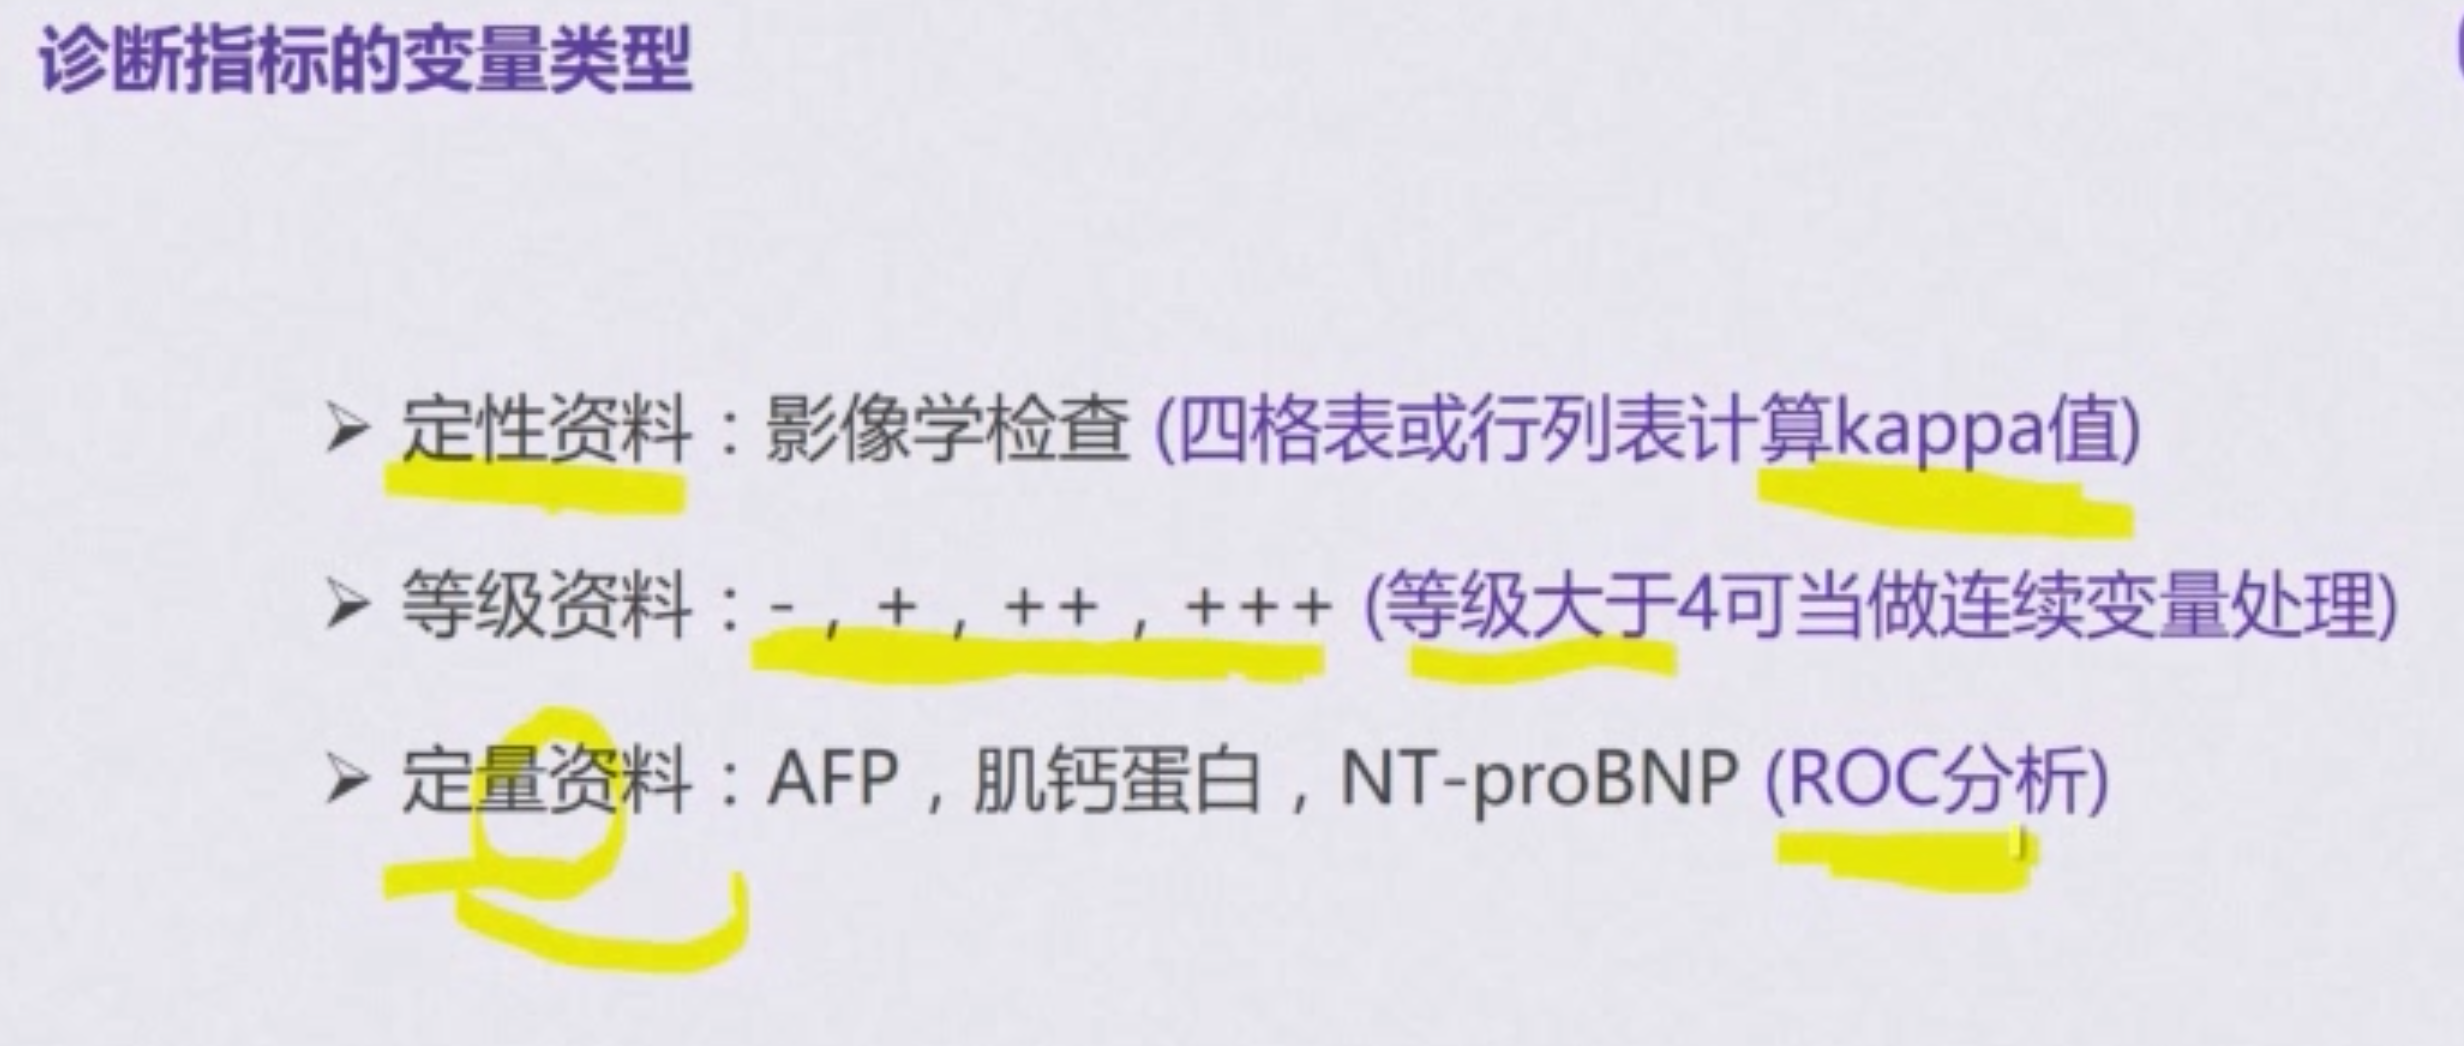 诊断指标的变量类型
➢ 定性资料：影像学检查 (四格表或行列表计算kappa值)
➢ 等级资料：-，+，++，+++ (等级大于4可当做连续变量处理)
➢ 定量资料：AFP，肌钙蛋白，NT-proBNP (ROC分析)